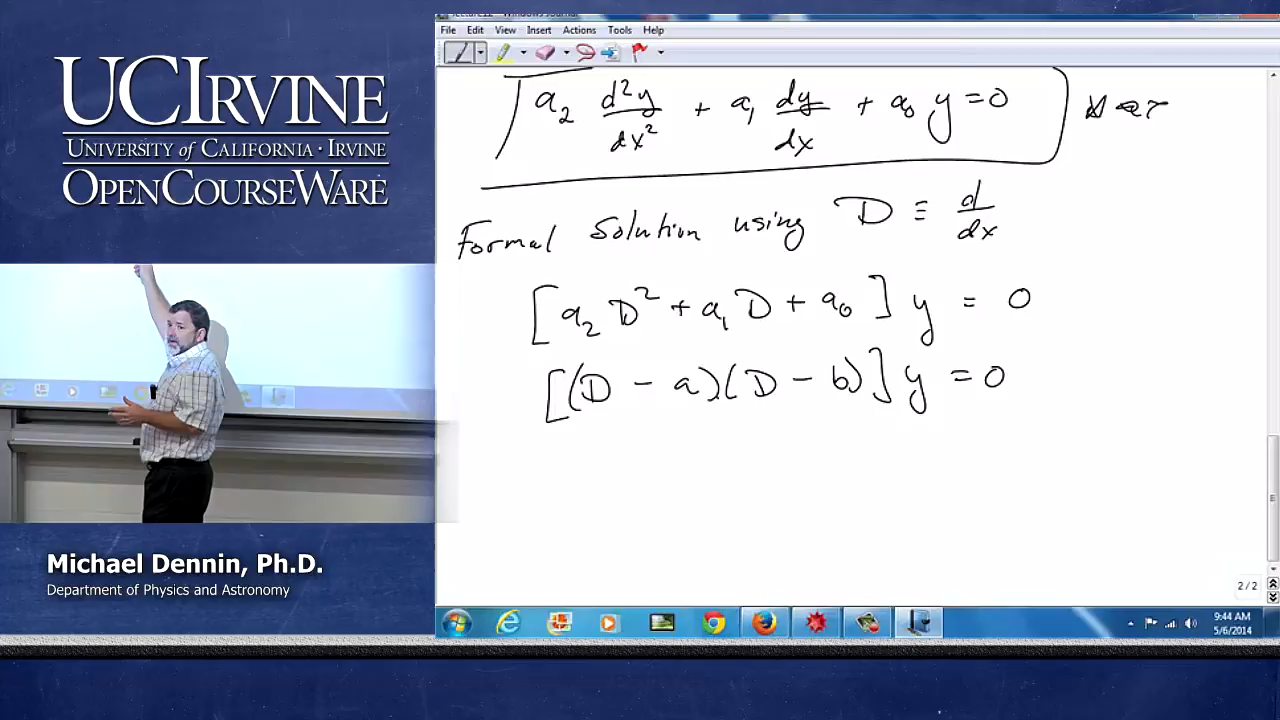 UCIRVINE
UNIVERSITY of CALIFORNIA · IRVINE
OPENCOURSEWARE
Michael Dennin, Ph.D.
Department of Physics and Astronomy
File Edit View Insert Actions Tools Help
a₂ d²y/dx² + a₁ dy/dx + a₀ y = 0
Formal Solution using D ≡ d/dx
[a₂ D² + a₁ D + a₀] y = 0
[(D - a)(D - b)] y = 0
2/2
9:44 AM
5/6/2014